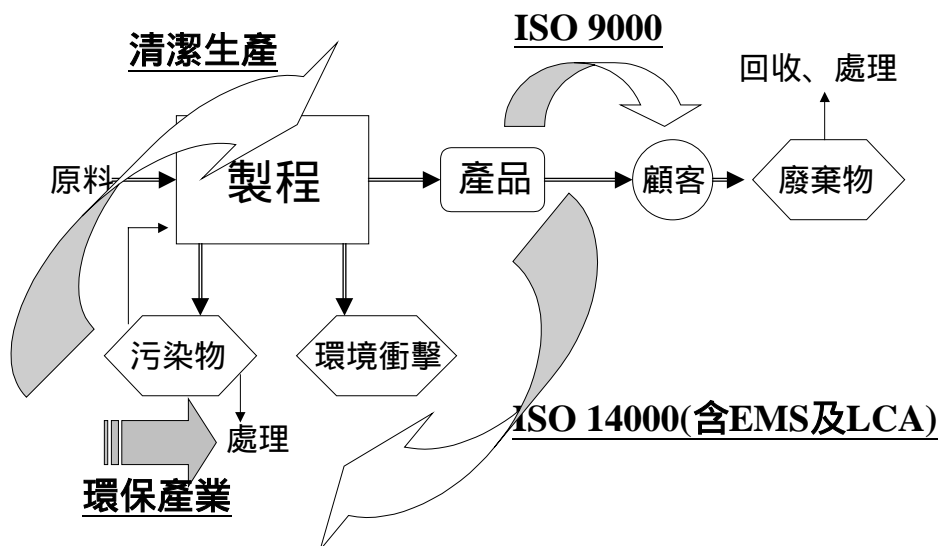 清潔生產
ISO 9000
回收、處理
原料
製程
產品
顧客
廢棄物
污染物
環境衝擊
ISO 14000(含EMS及LCA)
處理
環保產業